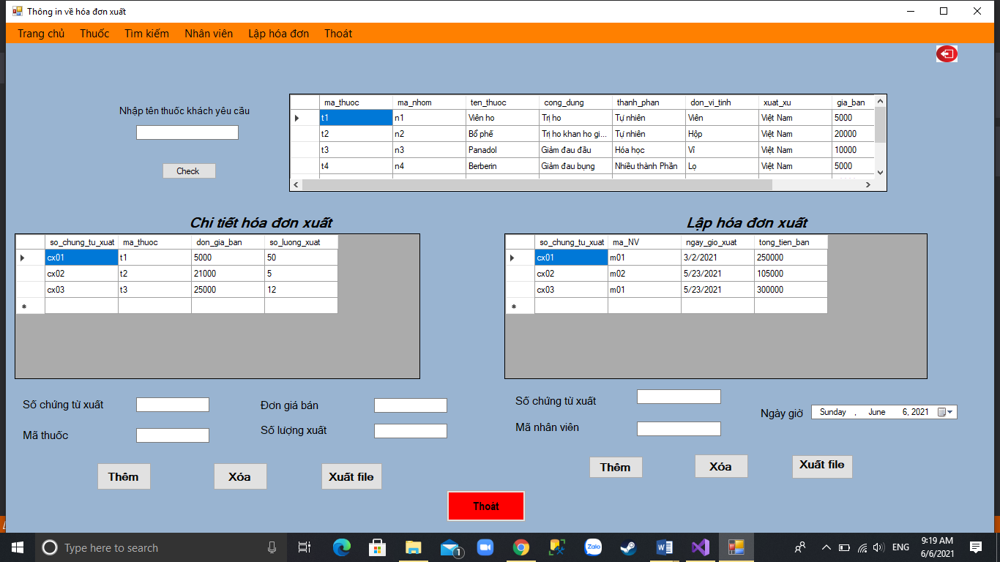 Thông in về hóa đơn xuất
Trang chủ Thuốc Tìm kiếm Nhân viên Lập hóa đơn Thoát
Nhập tên thuốc khách yêu cầu
Check
ma_thuoc ma_nhom ten_thuoc cong_dung thanh_phan don_vi_tinh xuat_xu gia_ban
t1 n1 Viên ho Trị ho Tự nhiên Viên Việt Nam 5000
t2 n2 Bổ phế Trị ho khan ho gi... Tự nhiên Hộp Việt Nam 20000
t3 n3 Panadol Giảm đau đầu Hóa học Vỉ Việt Nam 10000
t4 n4 Berberin Giảm đau bụng Nhiều thành Phần Lọ Việt Nam 5000
Chi tiết hóa đơn xuất
so_chung_tu_xuat ma_thuoc don_gia_ban so_luong_xuat
cx01 t1 5000 50
cx02 t2 21000 5
cx03 t3 25000 12
Số chứng từ xuất
Đơn giá bán
Mã thuốc
Số lượng xuất
Thêm Xóa Xuất file
Lập hóa đơn xuất
so_chung_tu_xuat ma_NV ngay_gio_xuat tong_tien_ban
cx01 m01 3/2/2021 250000
cx02 m02 5/23/2021 105000
cx03 m01 5/23/2021 300000
Số chứng từ xuất
Mã nhân viên
Ngày giờ Sunday , June 6, 2021
Thêm Xóa Xuất file
Thoát
Type here to search
1
Zalo
ENG
9:19 AM
6/6/2021